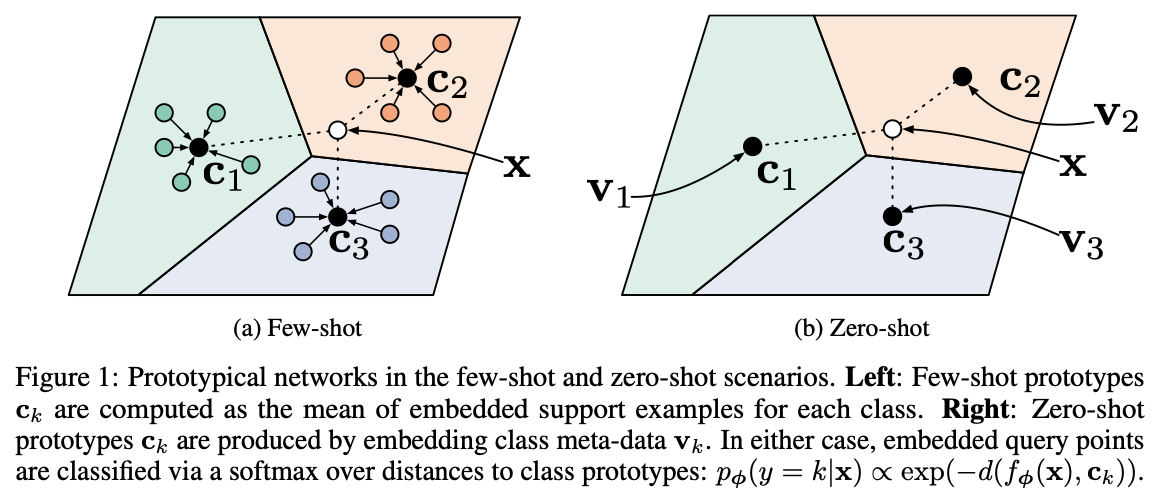 c₂
c₁
x
c₃
(a) Few-shot
c₂
v₂
c₁
x
v₁
c₃
v₃
(b) Zero-shot
Figure 1: Prototypical networks in the few-shot and zero-shot scenarios. Left: Few-shot prototypes
cₖ are computed as the mean of embedded support examples for each class. Right: Zero-shot
prototypes cₖ are produced by embedding class meta-data vₖ. In either case, embedded query points
are classified via a softmax over distances to class prototypes: p_ϕ(y = k|x) ∝ exp(−d(f_ϕ(x), cₖ)).